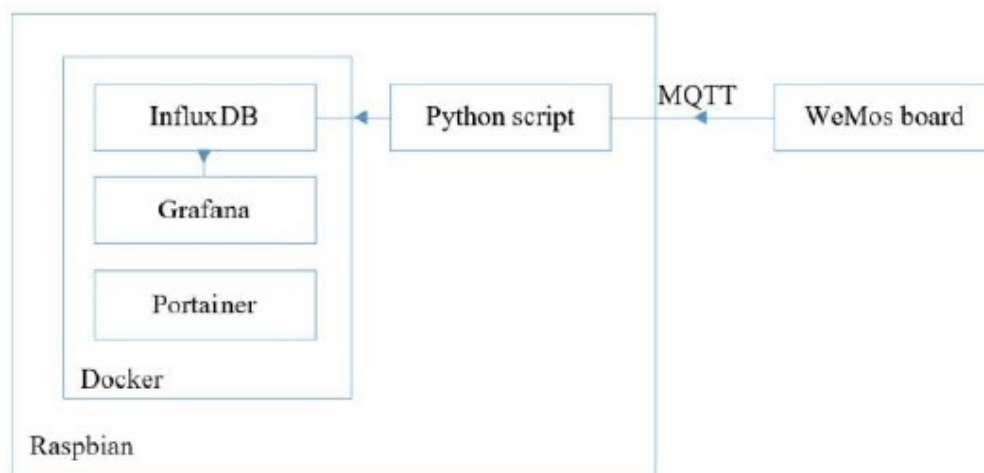 InfluxDB
Python script
MQTT
WeMos board
Grafana
Portainer
Docker
Raspbian